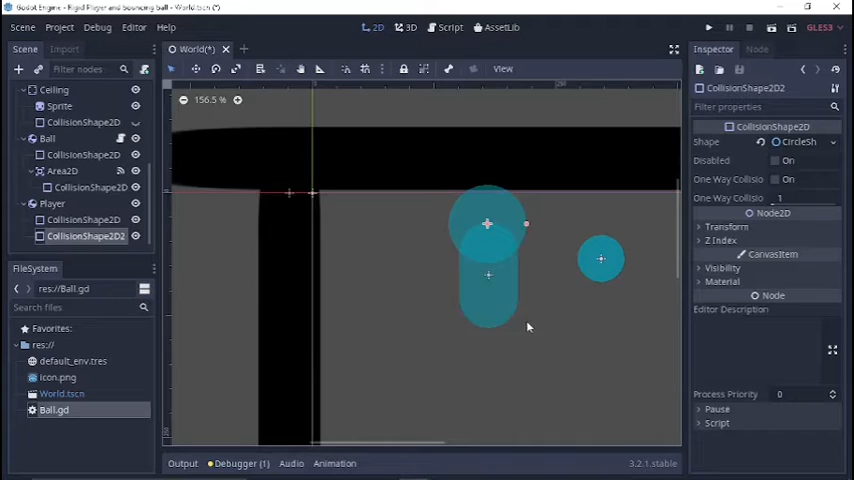 Godot Engine - Rigid Player and Bouncing ball - World.tscn (*)
Scene Project Debug Editor Help
2D 3D Script AssetLib
GLES3
Scene Import
World(*)
Inspector Node
Filter nodes
View
Ceiling
Sprite
CollisionShape2D
Ball
CollisionShape2D
Area2D
CollisionShape2D
Player
CollisionShape2D
CollisionShape2D2
156.5 %
CollisionShape2D2
Filter properties
CollisionShape2D
Shape CircleSh
Disabled On
One Way Collisio On
One Way Collisio 1
Node2D
Transform
Z Index
CanvasItem
Visibility
Material
Node
Editor Description
Process Priority 0
Pause
Script
FileSystem
res://Ball.gd
Search files
Favorites:
res://
default_env.tres
icon.png
World.tscn
Ball.gd
Output Debugger (1) Audio Animation
3.2.1.stable